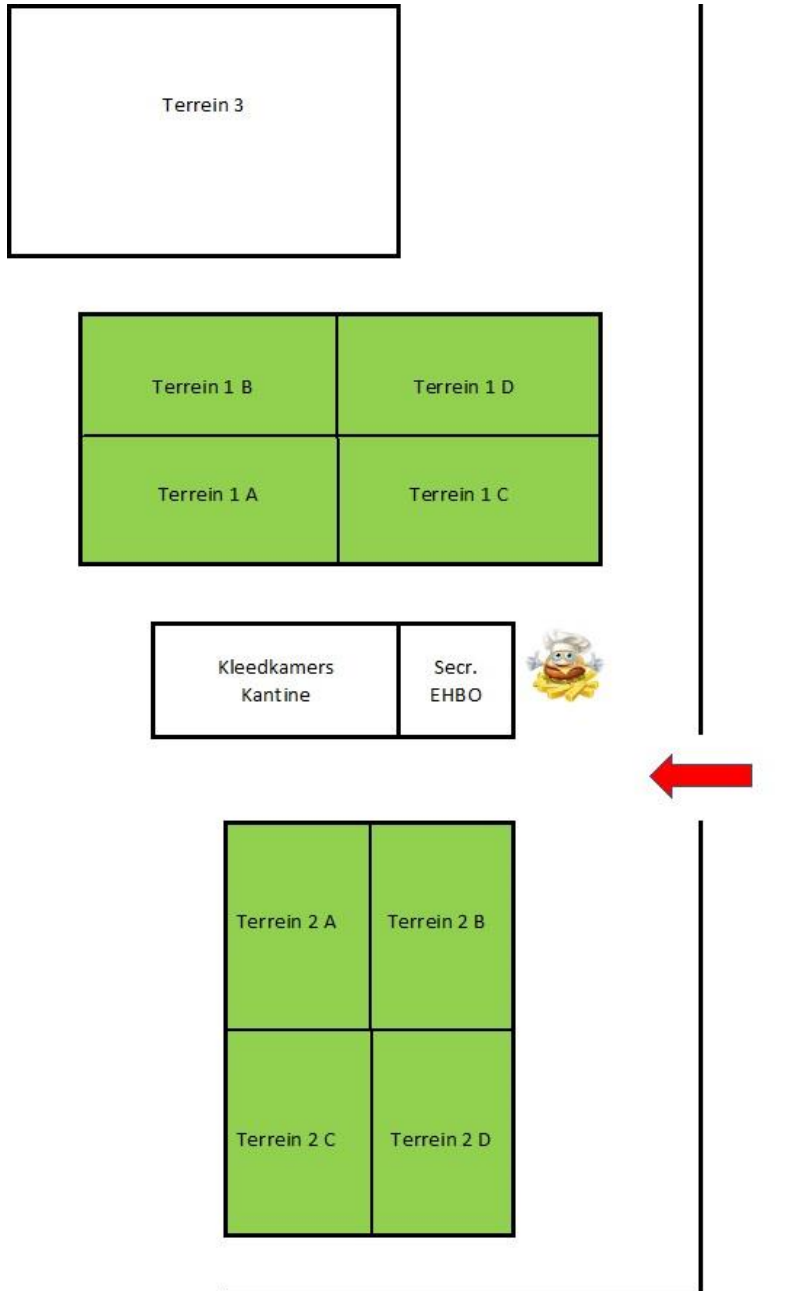 Terrein 3
Terrein 1 B
Terrein 1 D
Terrein 1 A
Terrein 1 C
Kleedkamers
Kantine
Secr.
EHBO
Terrein 2 A
Terrein 2 B
Terrein 2 C
Terrein 2 D